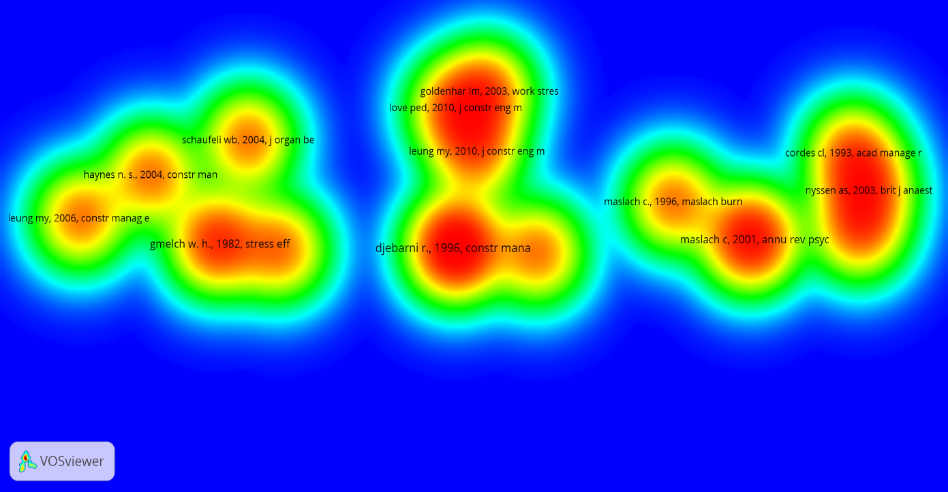 goldenhar lm, 2003, work stres
love ped, 2010, j constr eng m
schaufeli wb, 2004, j organ be
leung my, 2010, j constr eng m
cordes cl, 1993, acad manage r
haynes n. s., 2004, constr man
nyssen as, 2003, brit j anaest
maslach c., 1996, maslach burn
leung my, 2006, constr manag e
gmelch w. h., 1982, stress eff
djebarni r., 1996, constr mana
maslach c, 2001, annu rev psyc
VOSviewer